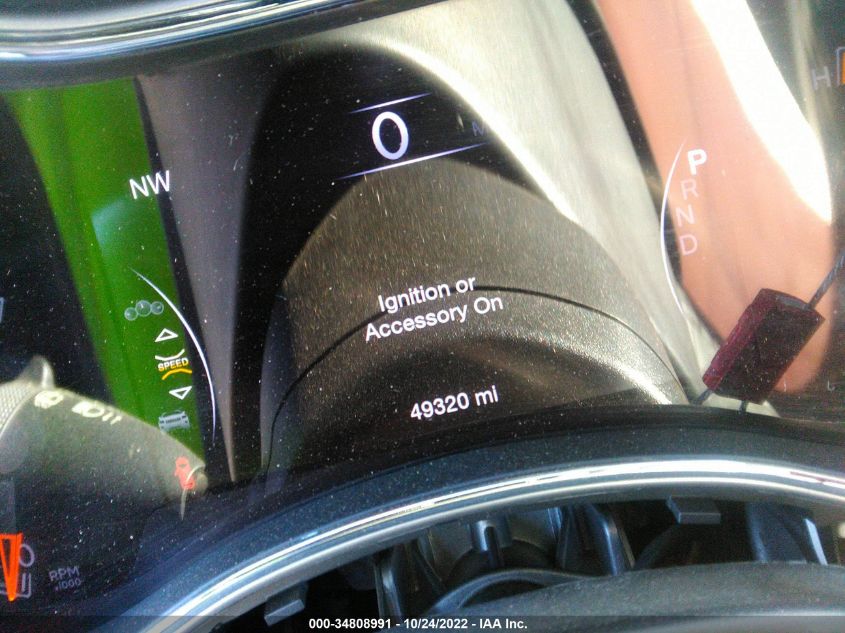 0
NW
P
R
N
D
H
Ignition or
Accessory On
SPEED
49320 mi
RPM
x1000
000-34808991 - 10/24/2022 - IAA Inc.